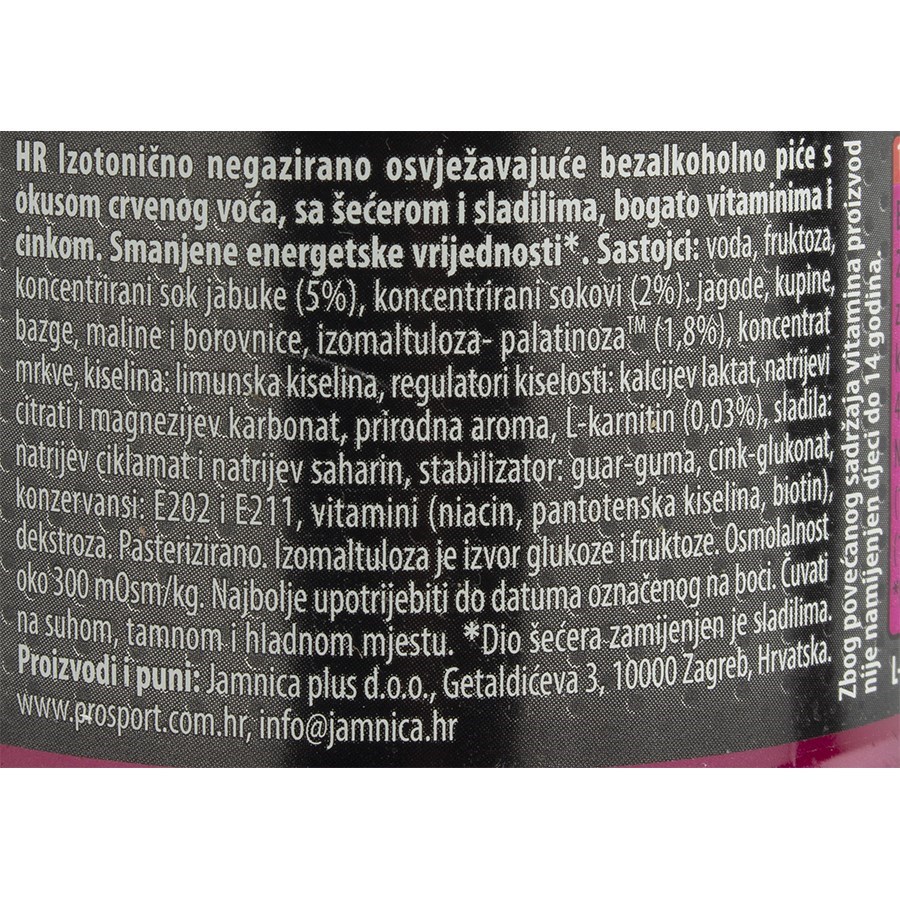 HR Izotonično negazirano osvježavajuće bezalkoholno piće s
okusom crvenog voća, sa šećerom i sladilima, bogato vitaminima i
cinkom. Smanjene energetske vrijednosti*. Sastojci: voda, fruktoza,
koncentrirani sok jabuke (5%), koncentrirani sokovi (2%): jagode, kupine,
bazge, maline i borovnice, izomaltuloza- palatinoza™ (1,8%), koncentrat
mrkve, kiselina: limunska kiselina, regulatori kiselosti: kalcijev laktat, natrijevi
citrati i magnezijev karbonat, prirodna aroma, L-karnitin (0,03%), sladila:
natrijev ciklamat i natrijev saharin, stabilizator: guar-guma, cink-glukonat,
konzervansi: E202 i E211, vitamini (niacin, pantotenska kiselina, biotin),
dekstroza. Pasterizirano. Izomaltuloza je izvor glukoze i fruktoze. Osmolalnost
oko 300 mOsm/kg. Najbolje upotrijebiti do datuma označenog na boci. Čuvati
na suhom, tamnom i hladnom mjestu. *Dio šećera zamijenjen je sladilima.
Proizvodi i puni: Jamnica plus d.o.o., Getaldićeva 3, 10000 Zagreb, Hrvatska.
www.prosport.com.hr, info@jamnica.hr
Zbog povećanog sadržaja vitamina proizvod
nije namijenjen djeci do 14 godina.